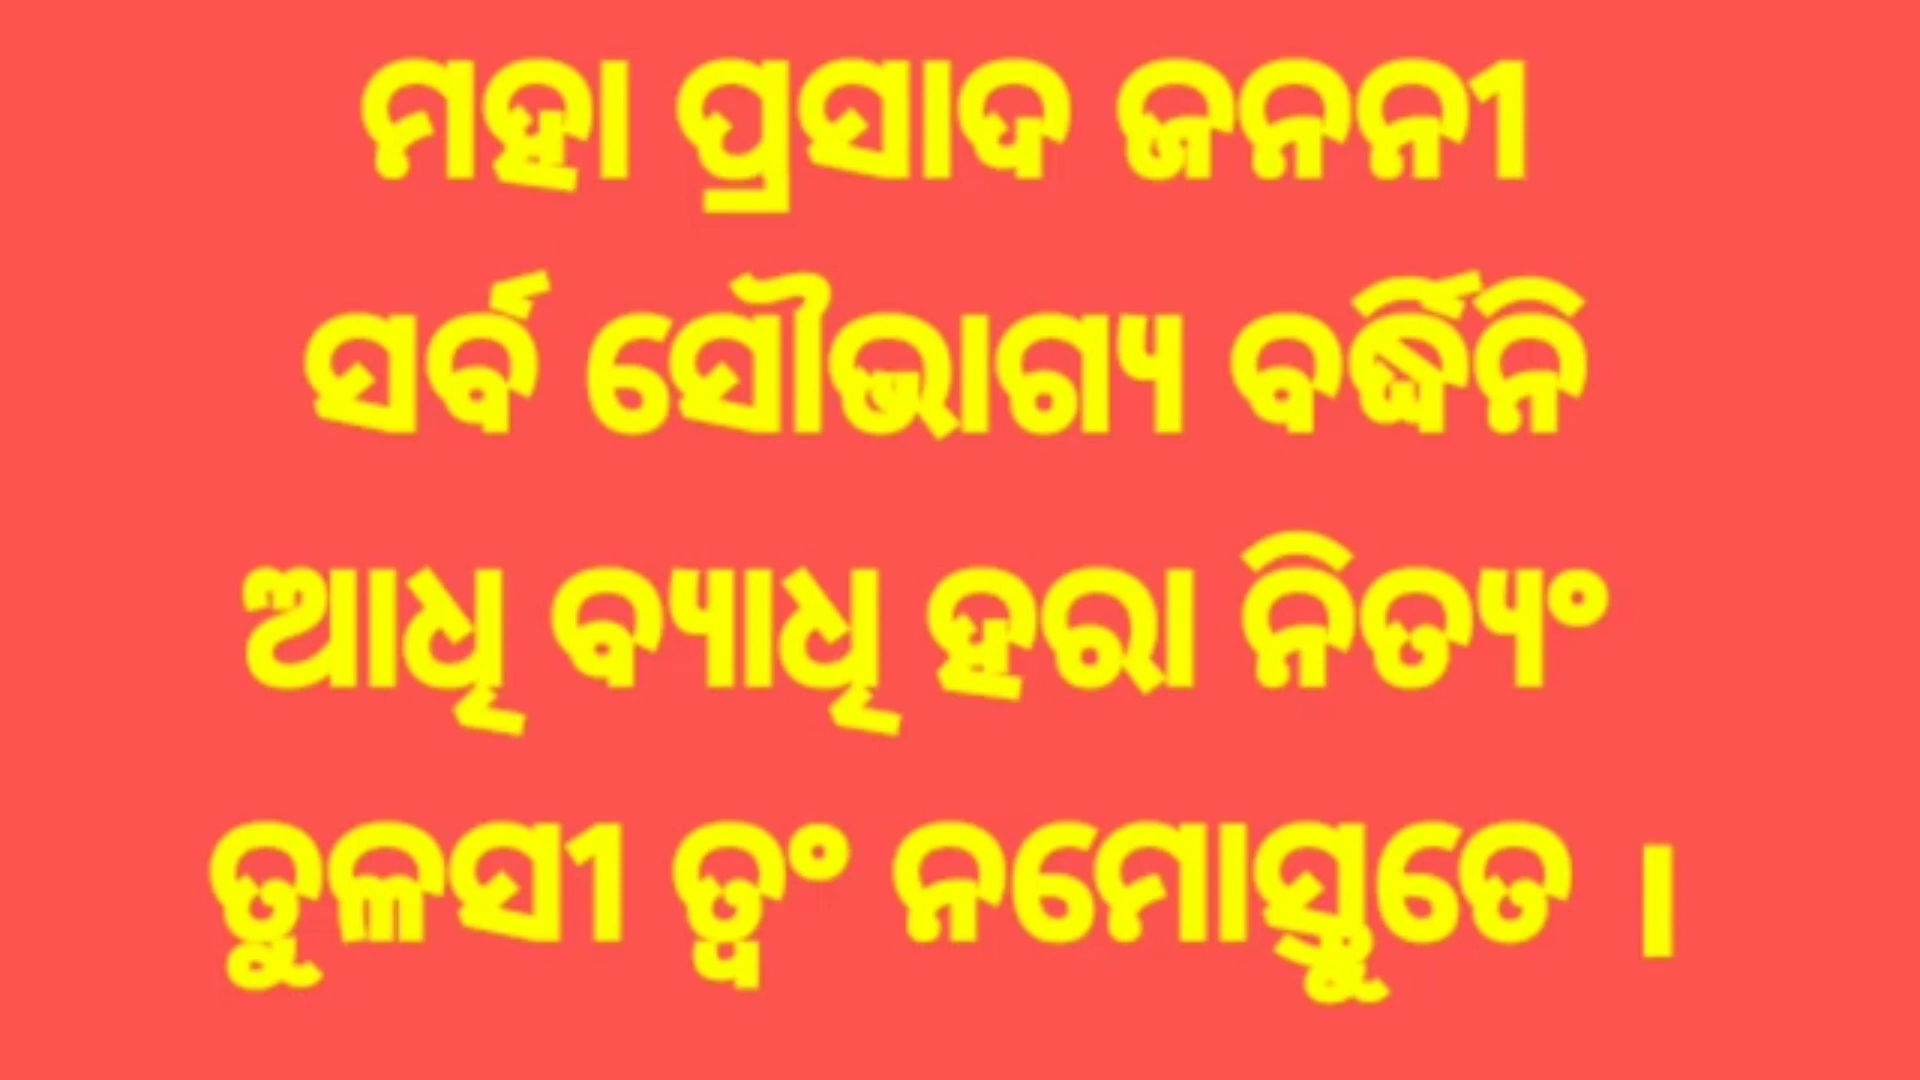 ମହା ପ୍ରସାଦ ଜନନୀ
ସର୍ବ ସୌଭାଗ୍ୟ ବର୍ଦ୍ଧିନି
ଆଧି ବ୍ୟାଧି ହରା ନିତ୍ୟଂ
ତୁଳସୀ ତ୍ୱଂ ନମୋସ୍ତୁତେ ।